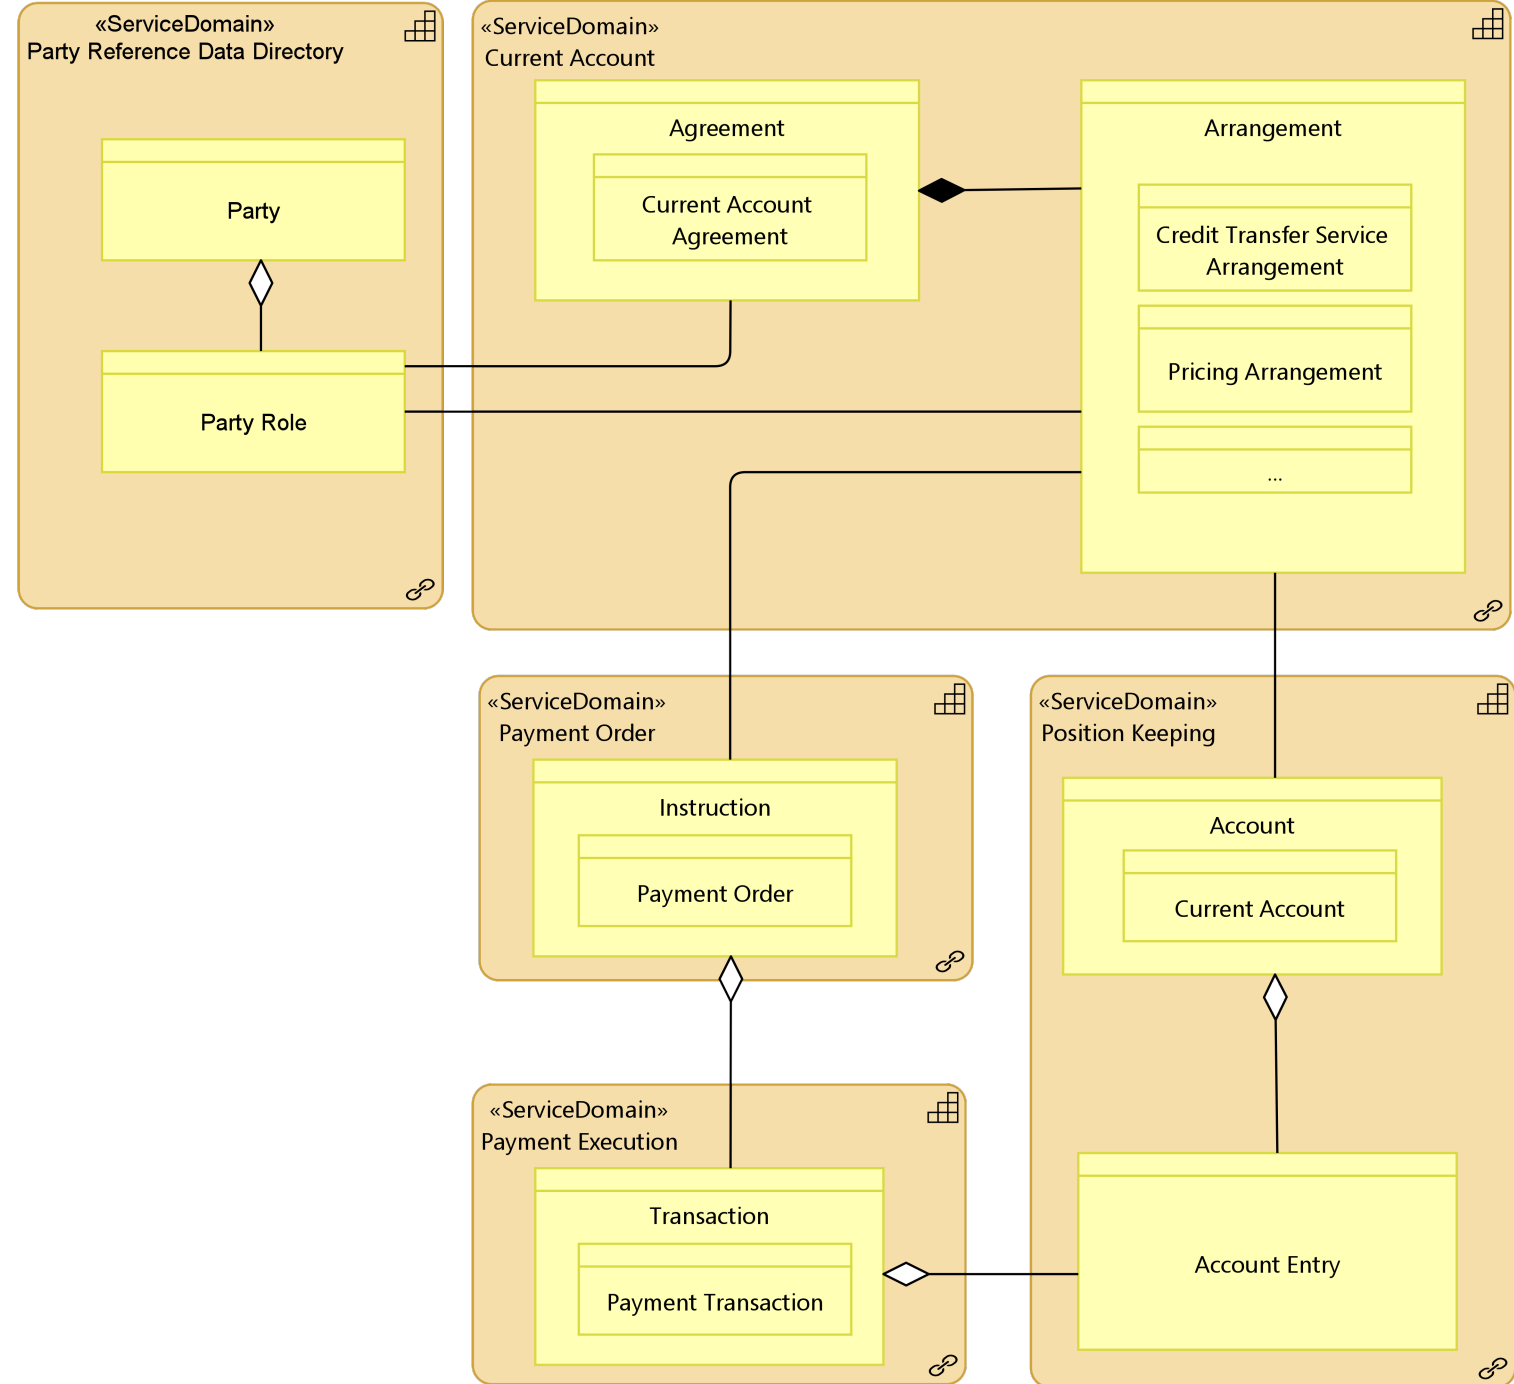 «ServiceDomain»
Party Reference Data Directory
Party
Party Role
«ServiceDomain»
Current Account
Agreement
Current Account
Agreement
Arrangement
Credit Transfer Service
Arrangement
Pricing Arrangement
...
«ServiceDomain»
Payment Order
Instruction
Payment Order
«ServiceDomain»
Position Keeping
Account
Current Account
Account Entry
«ServiceDomain»
Payment Execution
Transaction
Payment Transaction